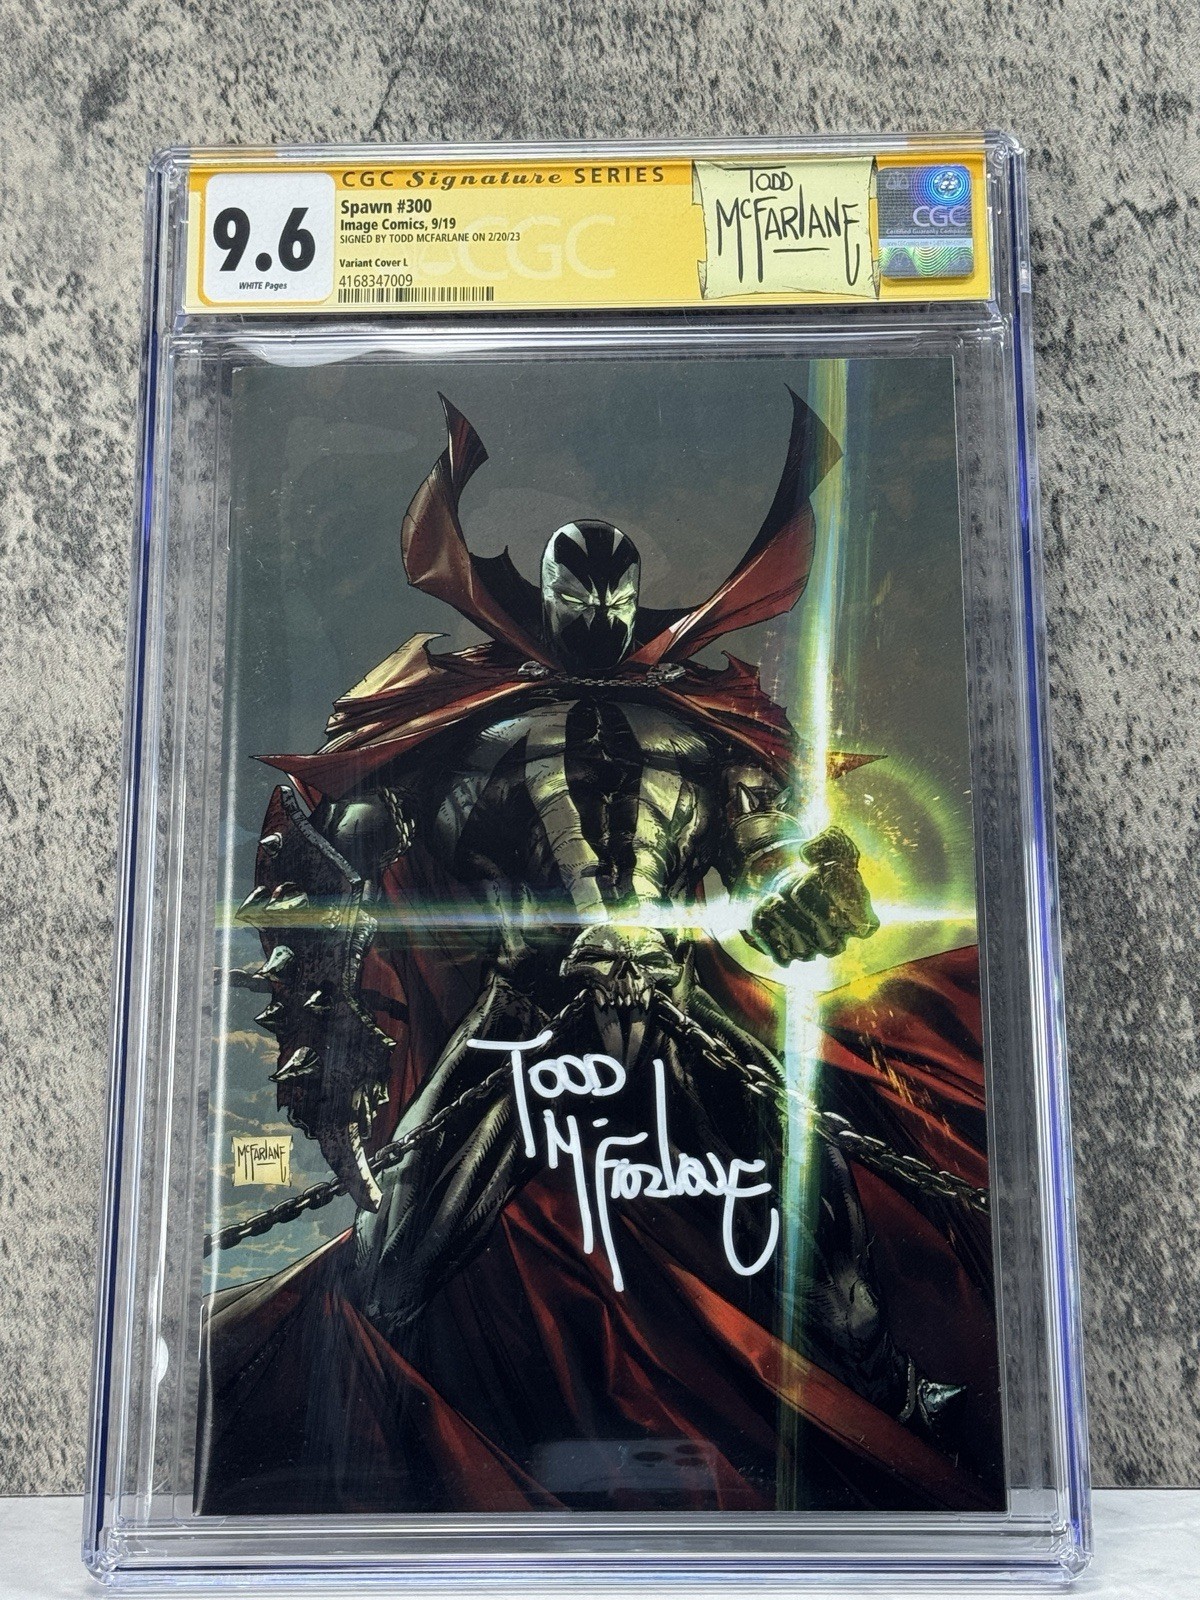 CGC Signature SERIES
9.6
WHITE Pages
Spawn #300
Image Comics, 9/19
SIGNED BY TODD MCFARLANE ON 2/20/23
Variant Cover L
4168347009
CGC
TODD
McFARLANE
CGC
TODD
McFARLANE
McFARLANE